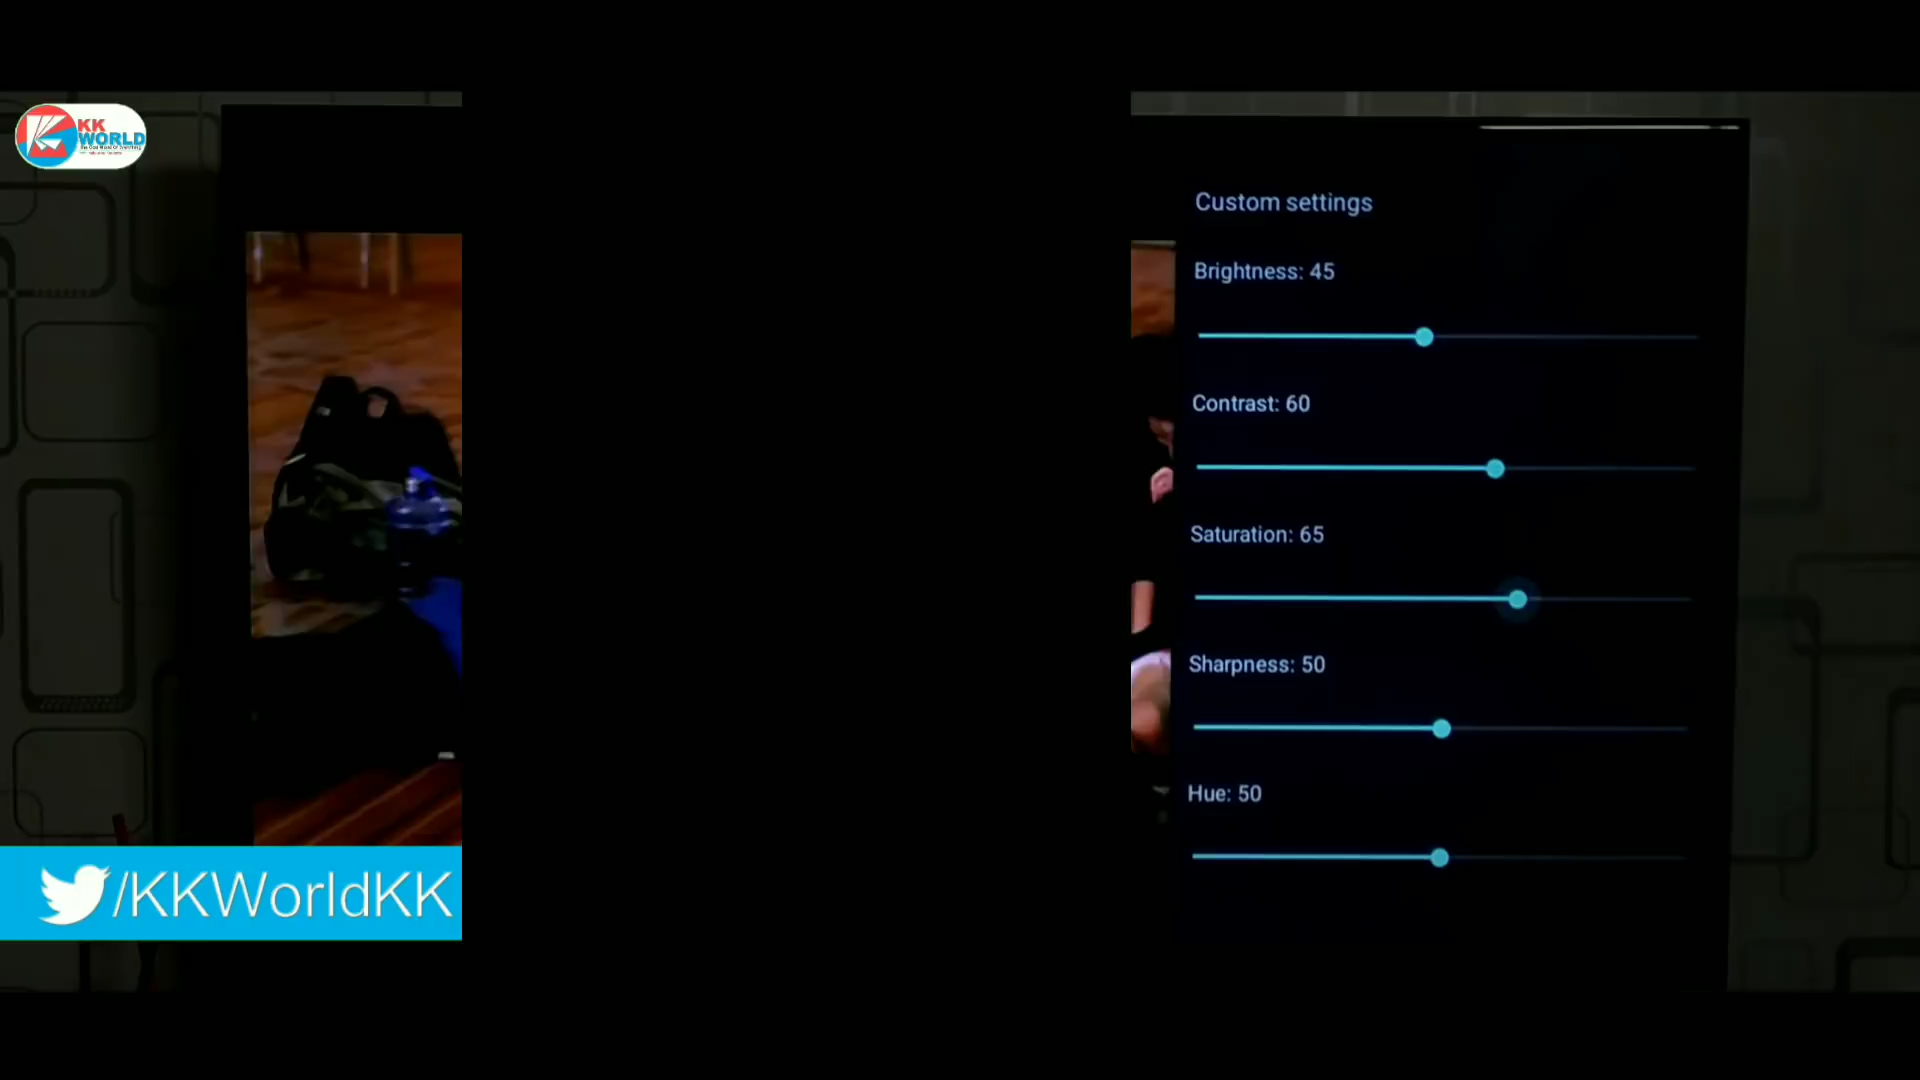 KK
WORLD
Custom settings
Brightness: 45
Contrast: 60
Saturation: 65
Sharpness: 50
Hue: 50
/KKWorldKK